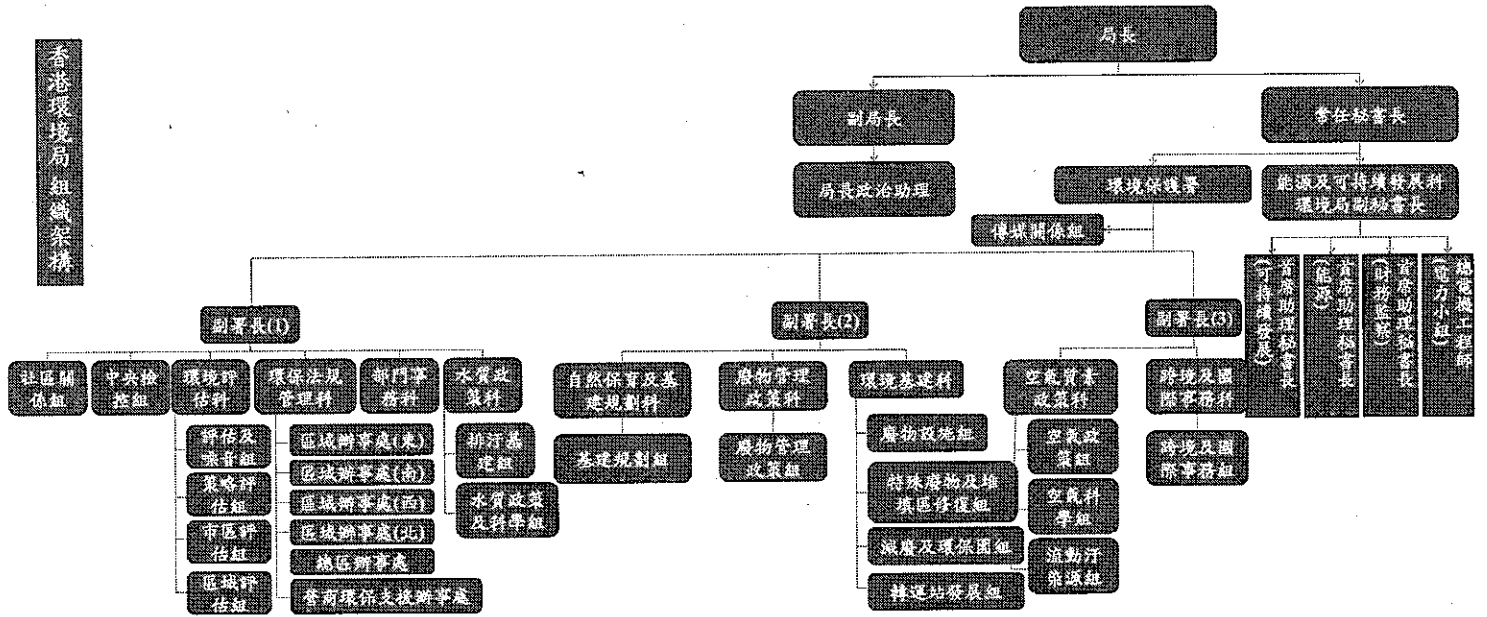 香港環境局組織架構
局長
副局長
常任秘書長
局長政治助理
環境保護署
能源及可持續發展科
環境局副秘書長
傳媒關係組
首席助理秘書長
(可持續發展)
首席助理秘書長
(能源)
首席助理秘書長
(財務監察)
總電機工程師
(電力小組)
副署長(1)
副署長(2)
副署長(3)
社區關
係組
中央檢
控組
環境評
估科
環保法規
管理科
部門事
務科
水質政
策科
自然保育及基
建規劃科
廢物管理
政策科
環境基建科
空氣質素
政策科
跨境及國
際事務科
評估及
噪音組
策略評
估組
市區評
估組
區域評
估組
區域辦事處(東)
區域辦事處(南)
區域辦事處(西)
區域辦事處(北)
總區辦事處
營商環保支援辦事處
排污基
建組
水質政策
及科學組
基建規劃組
廢物管理
政策組
廢物設施組
特殊廢物及堆
填區修復組
減廢及環保園組
轉運站發展組
空氣政
策組
空氣科
學組
流動污
能源組
跨境及國
際事務組